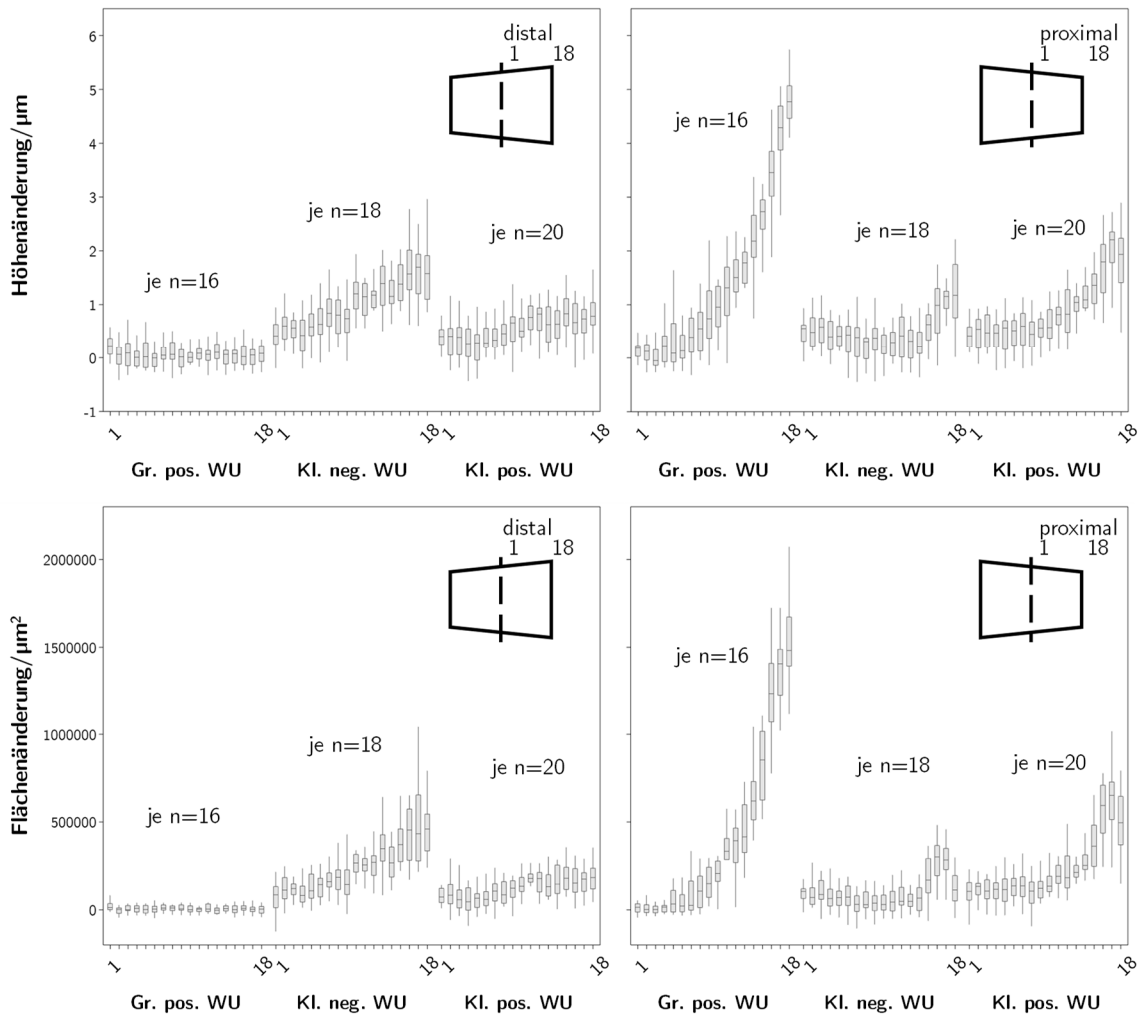 distal
1 18
je n=16
je n=18
je n=20
Höhenänderung/µm
6
5
4
3
2
1
0
-1
1
18
1
18
1
18
Gr. pos. WU
Kl. neg. WU
Kl. pos. WU
proximal
1 18
je n=16
je n=18
je n=20
1
18
1
18
1
18
Gr. pos. WU
Kl. neg. WU
Kl. pos. WU
distal
1 18
je n=16
je n=18
je n=20
Flächenänderung/µm²
2000000
1500000
1000000
500000
0
1
18
1
18
1
18
Gr. pos. WU
Kl. neg. WU
Kl. pos. WU
proximal
1 18
je n=16
je n=18
je n=20
1
18
1
18
1
18
Gr. pos. WU
Kl. neg. WU
Kl. pos. WU